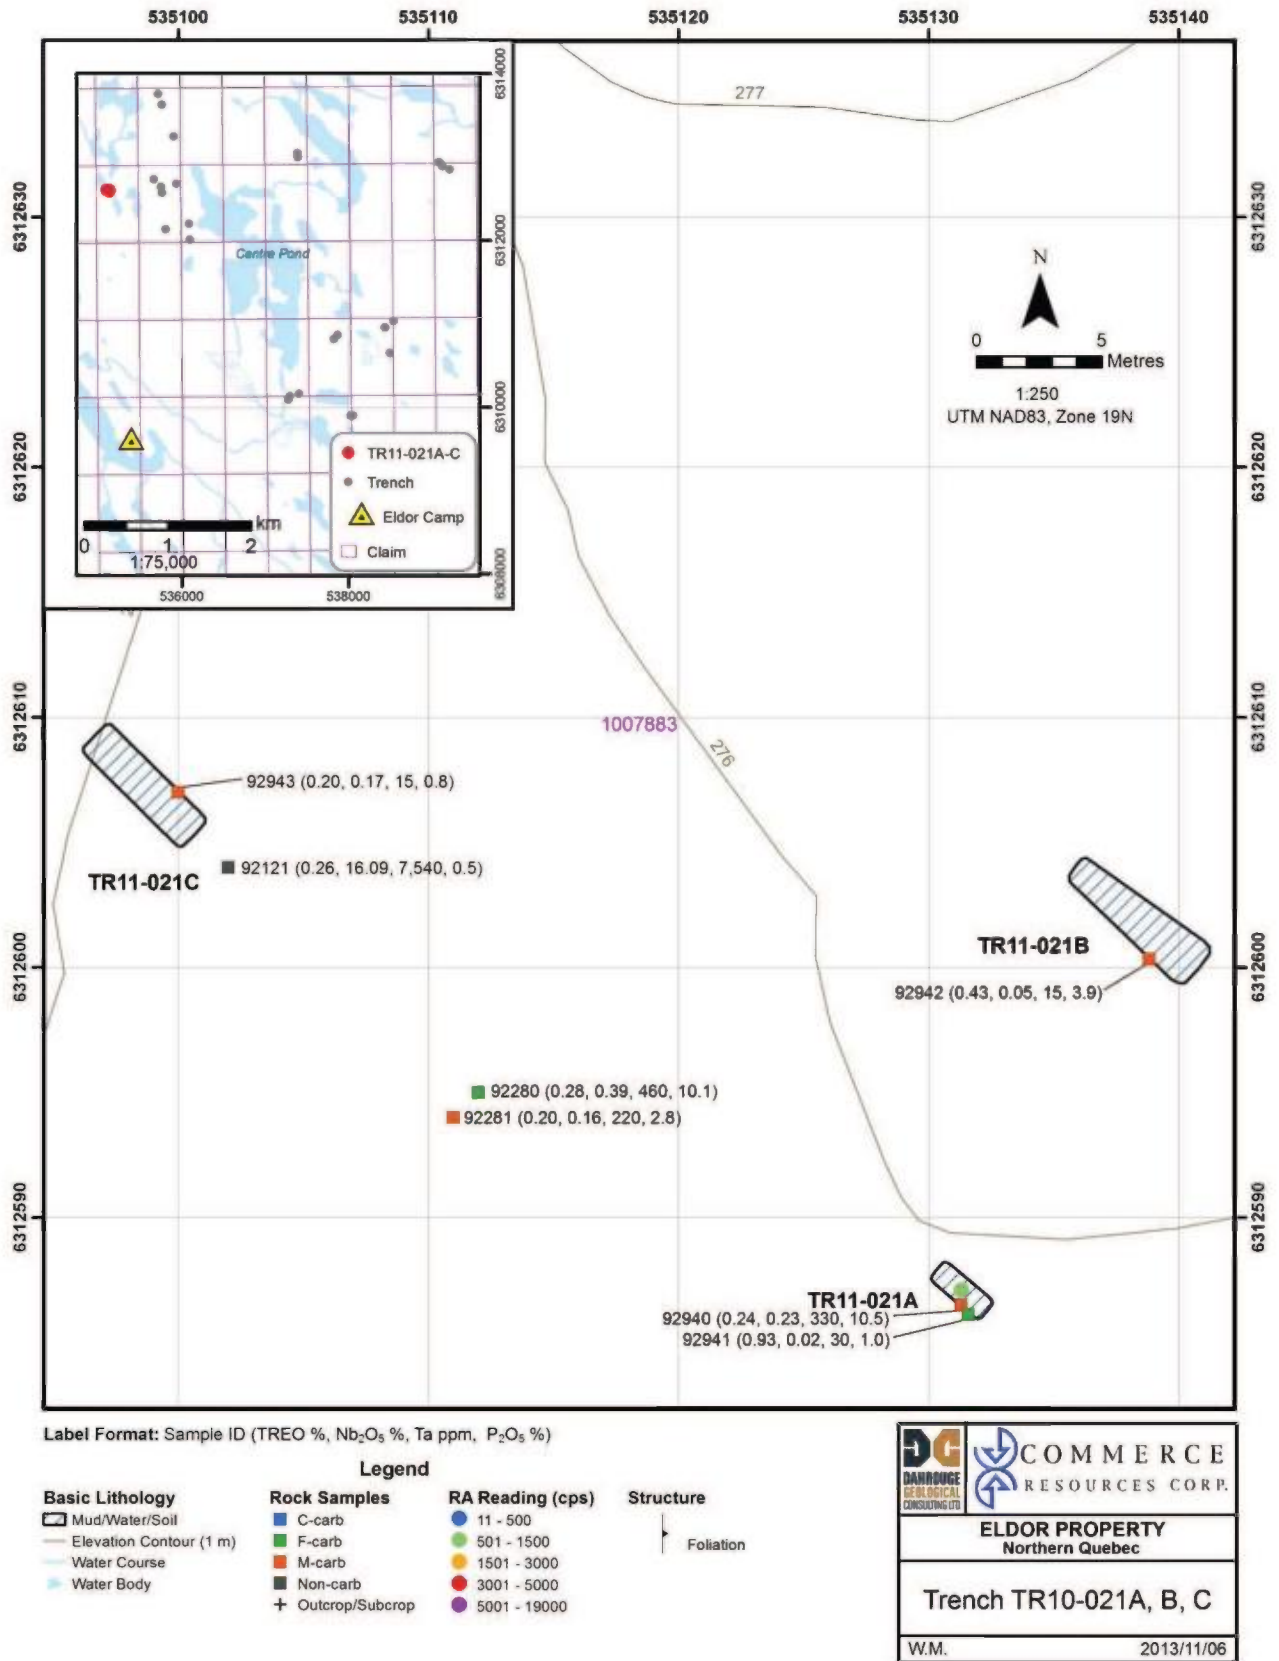 535100
535110
535120
535130
535140
277
6314000
6312000
6310000
6308000
Centre Pond
TR11-021A-C
Trench
Eldor Camp
Claim
km
0 1 2
1:75,000
536000
538000
N
0 5
Metres
1:250
UTM NAD83, Zone 19N
6312630
6312620
6312610
6312600
6312590
6312630
6312620
6312610
6312600
6312590
1007883
276
92943 (0.20, 0.17, 15, 0.8)
TR11-021C
92121 (0.26, 16.09, 7,540, 0.5)
TR11-021B
92942 (0.43, 0.05, 15, 3.9)
92280 (0.28, 0.39, 460, 10.1)
92281 (0.20, 0.16, 220, 2.8)
TR11-021A
92940 (0.24, 0.23, 330, 10.5)
92941 (0.93, 0.02, 30, 1.0)
Label Format: Sample ID (TREO %, Nb₂O₅ %, Ta ppm, P₂O₅ %)
Legend
Basic Lithology
Mud/Water/Soil
Elevation Contour (1 m)
Water Course
Water Body
Rock Samples
C-carb
F-carb
M-carb
Non-carb
Outcrop/Subcrop
RA Reading (cps)
11 - 500
501 - 1500
1501 - 3000
3001 - 5000
5001 - 19000
Structure
Foliation
DAHROUGE
GEOLOGICAL
CONSULTING LTD
COMMERCE
RESOURCES CORP.
ELDOR PROPERTY
Northern Quebec
Trench TR10-021A, B, C
W.M. 2013/11/06